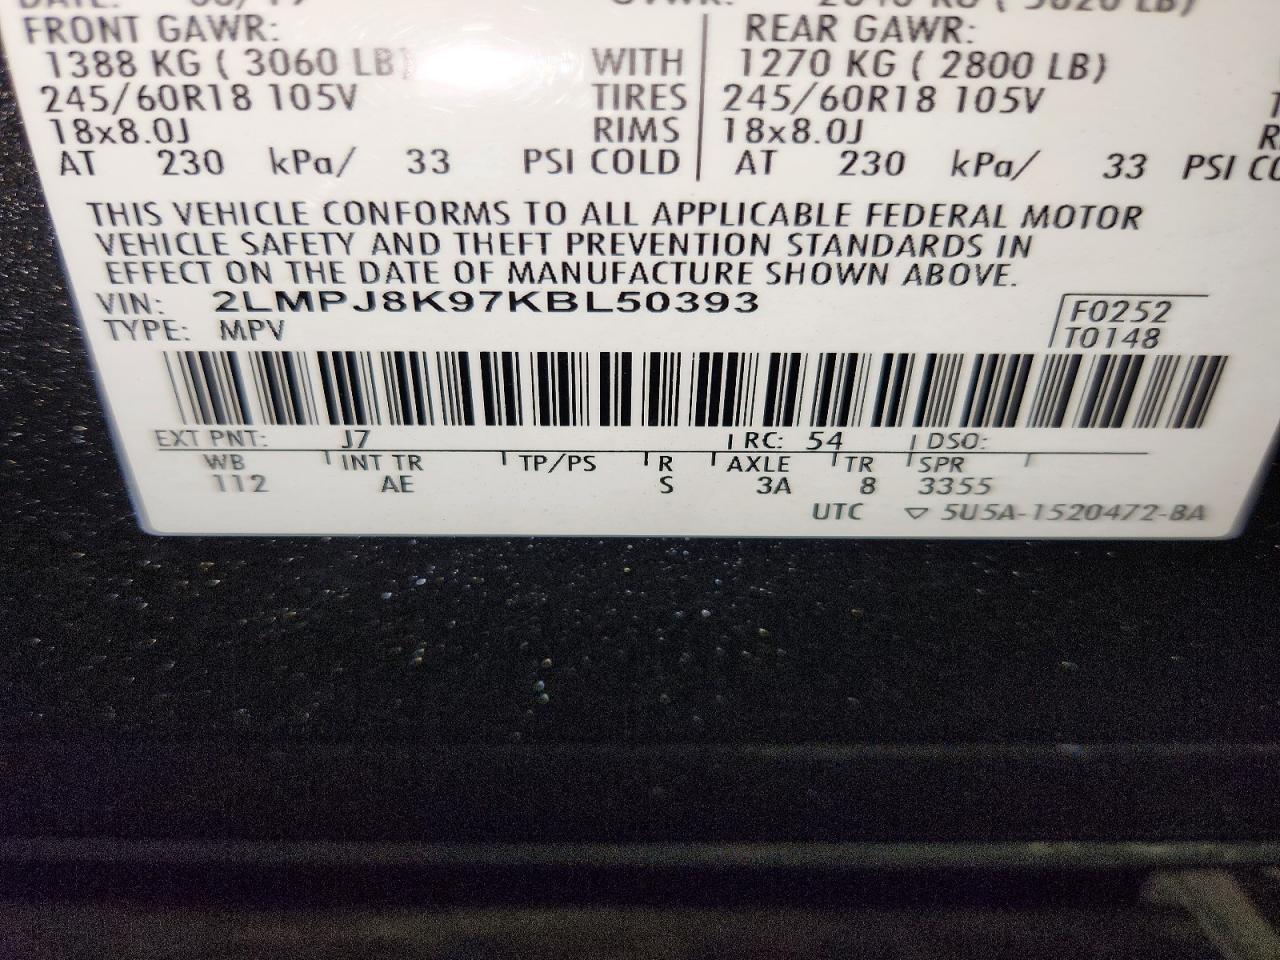 FRONT GAWR: REAR GAWR:
1388 KG ( 3060 LB) WITH 1270 KG ( 2800 LB)
245/60R18 105V TIRES 245/60R18 105V
18x8.0J RIMS 18x8.0J
AT 230 kPa/ 33 PSI COLD AT 230 kPa/ 33 PSI
THIS VEHICLE CONFORMS TO ALL APPLICABLE FEDERAL MOTOR
VEHICLE SAFETY AND THEFT PREVENTION STANDARDS IN
EFFECT ON THE DATE OF MANUFACTURE SHOWN ABOVE.
VIN: 2LMPJ8K97KBL50393 F0252
TYPE: MPV T0148
EXT PNT: J7 RC: 54 DSO:
WB INT TR TP/PS R AXLE TR SPR
112 AE S 3A 8 3355
UTC ▽ 5U5A-1520472-BA